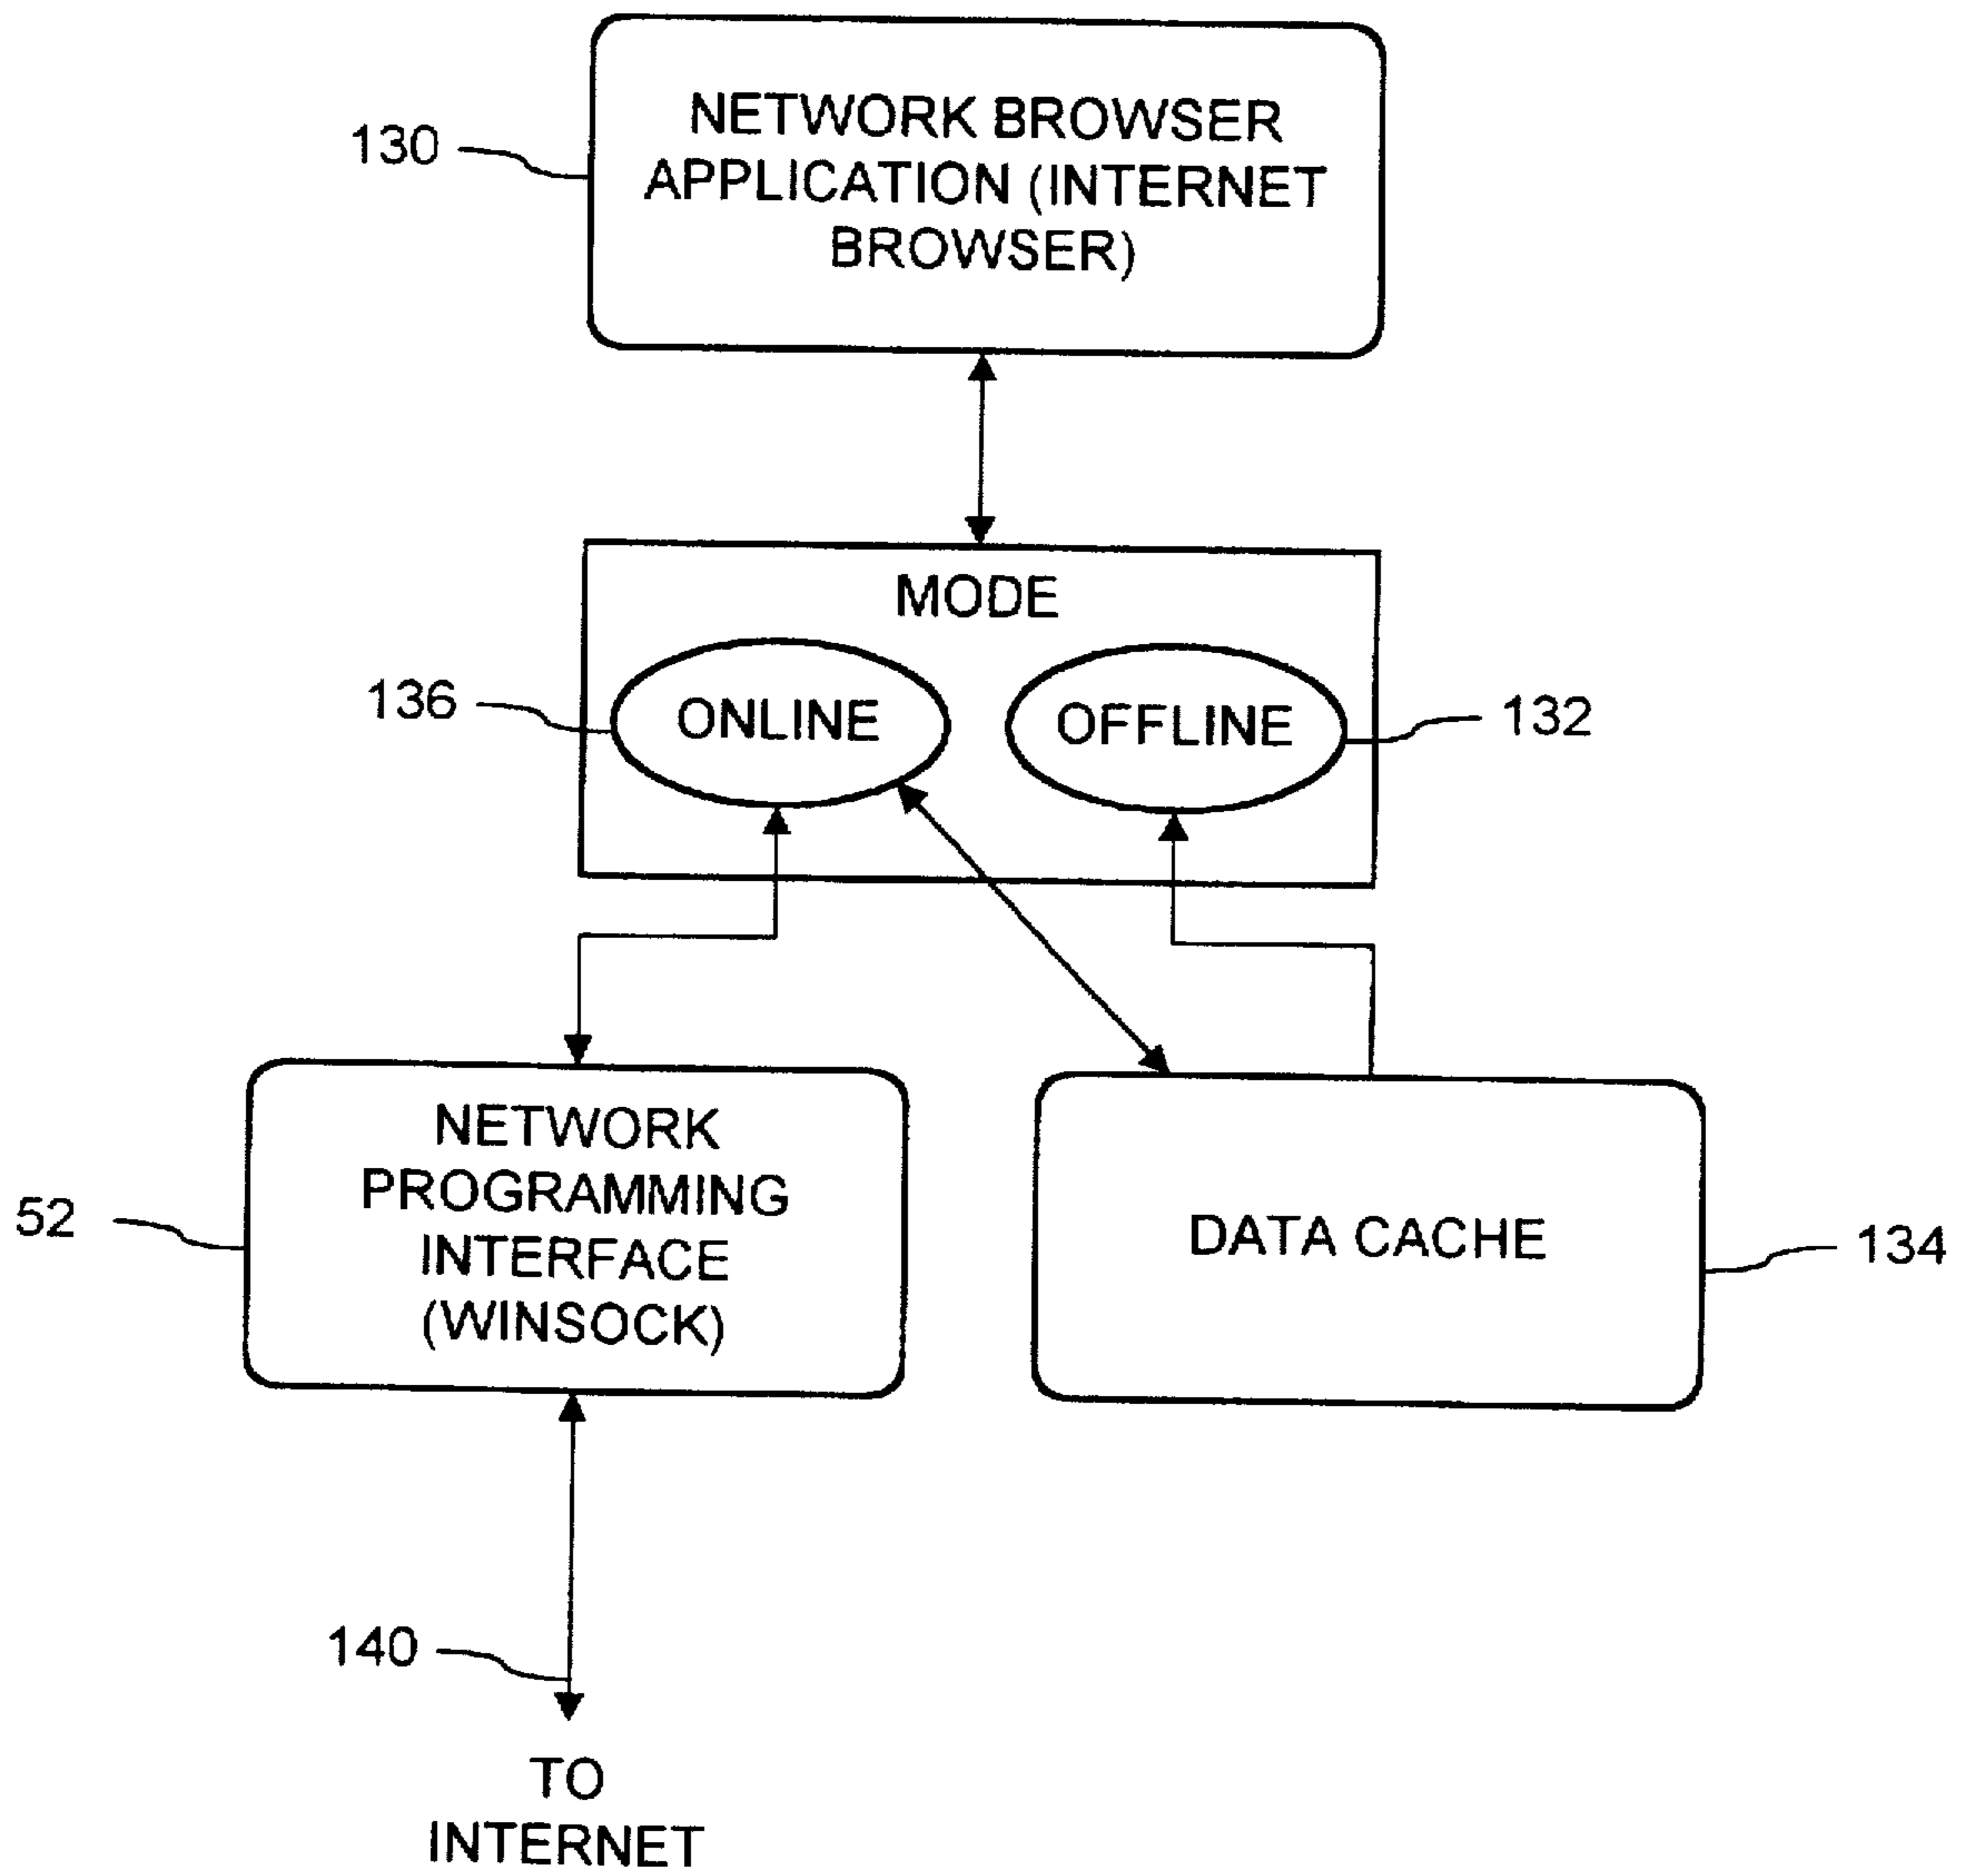 NETWORK BROWSER
APPLICATION (INTERNET
BROWSER)
130
MODE
136
ONLINE
OFFLINE
132
NETWORK
PROGRAMMING
INTERFACE
(WINSOCK)
52
DATA CACHE
134
140
TO
INTERNET